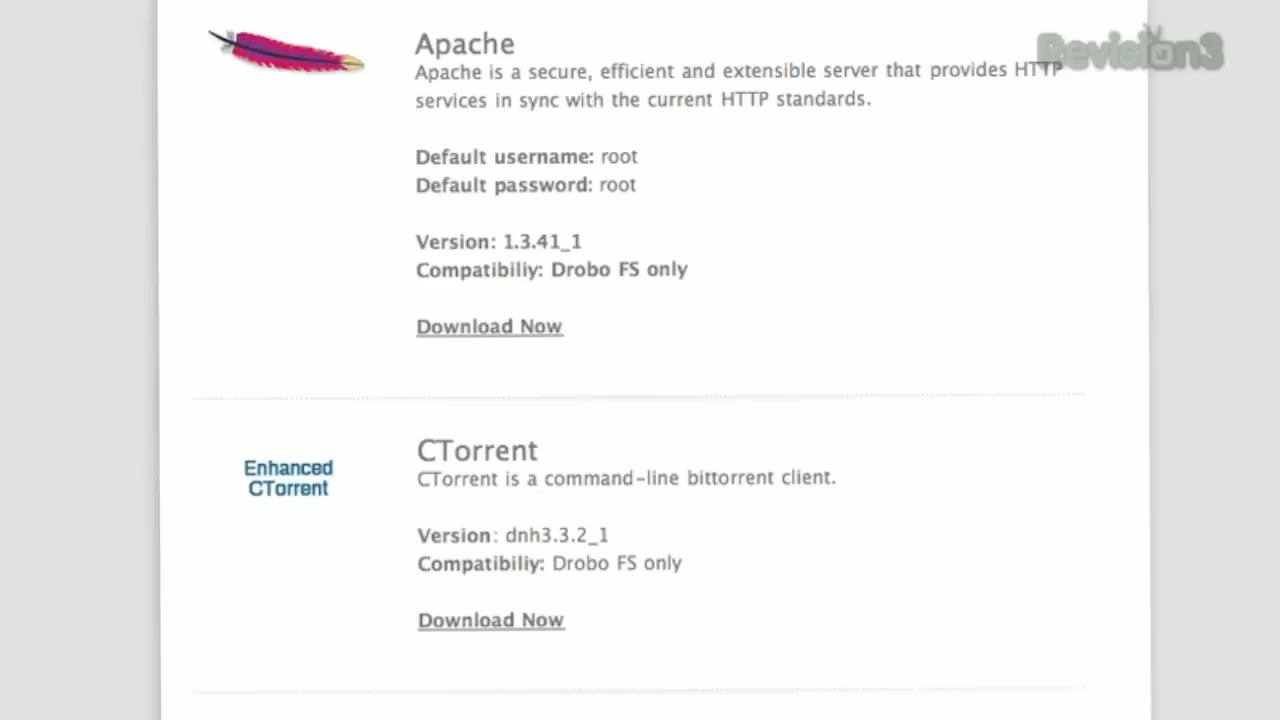 Apache
Revision3
Apache is a secure, efficient and extensible server that provides HTTP
services in sync with the current HTTP standards.
Default username: root
Default password: root
Version: 1.3.41_1
Compatibiliy: Drobo FS only
Download Now
Enhanced
CTorrent
CTorrent
CTorrent is a command-line bittorrent client.
Version: dnh3.3.2_1
Compatibiliy: Drobo FS only
Download Now